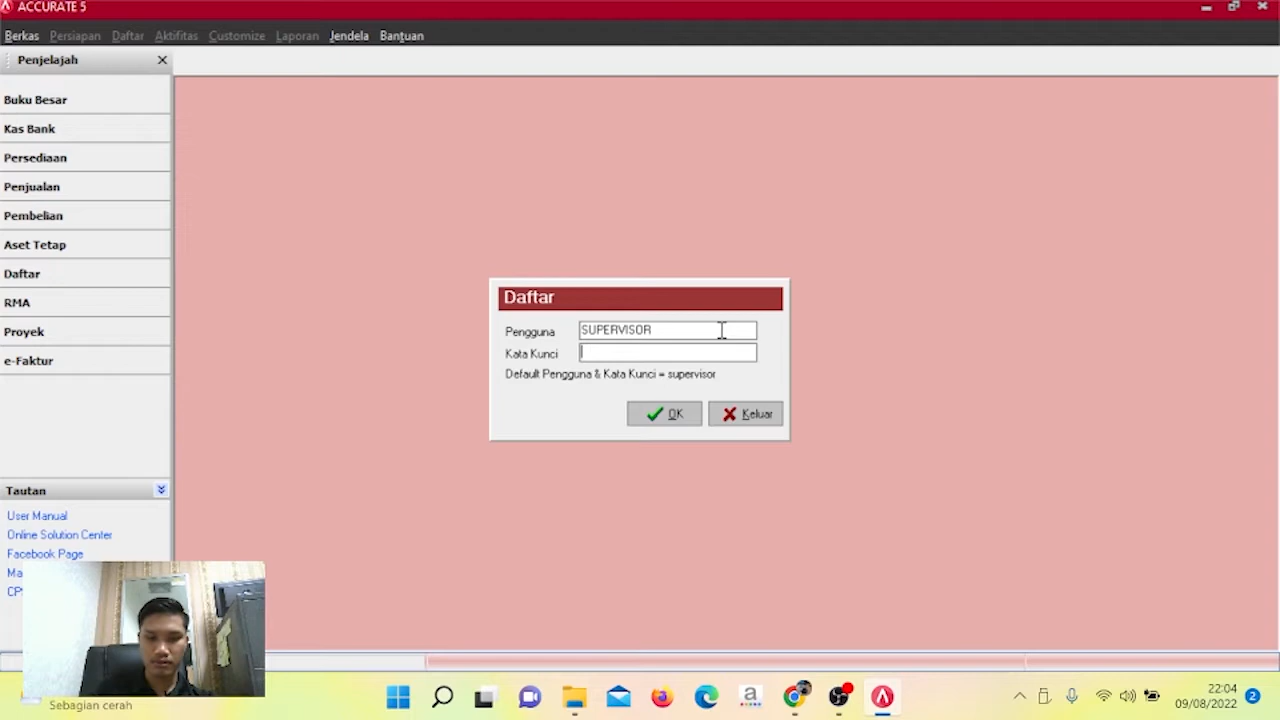 ACCURATE 5
Berkas Persiapan Daftar Aktifitas Customize Laporan Jendela Bantuan
Penjelajah
Buku Besar
Kas Bank
Persediaan
Penjualan
Pembelian
Aset Tetap
Daftar
RMA
Proyek
e-Faktur
Daftar
Pengguna SUPERVISOR
Kata Kunci
Default Pengguna & Kata Kunci = supervisor
OK Keluar
Tautan
User Manual
Online Solution Center
Facebook Page
Sebagian cerah
22:04
09/08/2022
2